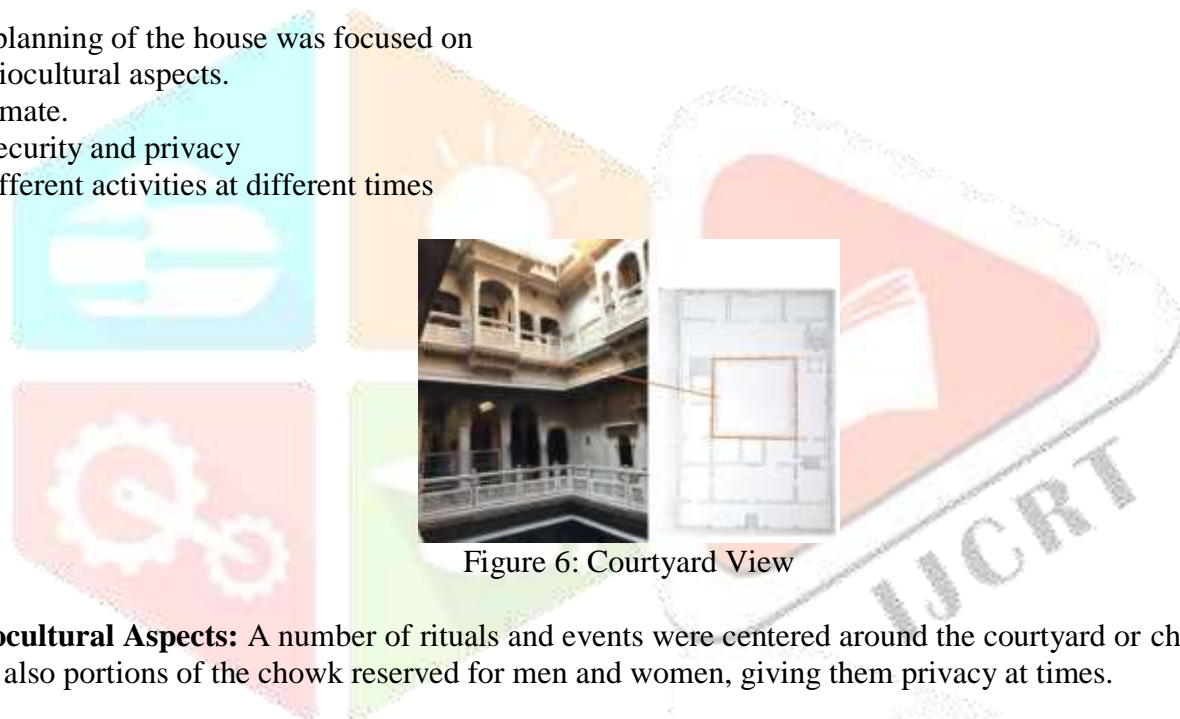 planning of the house was focused on
iocultural aspects.
mate.
ecurity and privacy
fferent activities at different times
Figure 6: Courtyard View
IJCRT
ocultural Aspects: A number of rituals and events were centered around the courtyard or ch
also portions of the chowk reserved for men and women, giving them privacy at times.